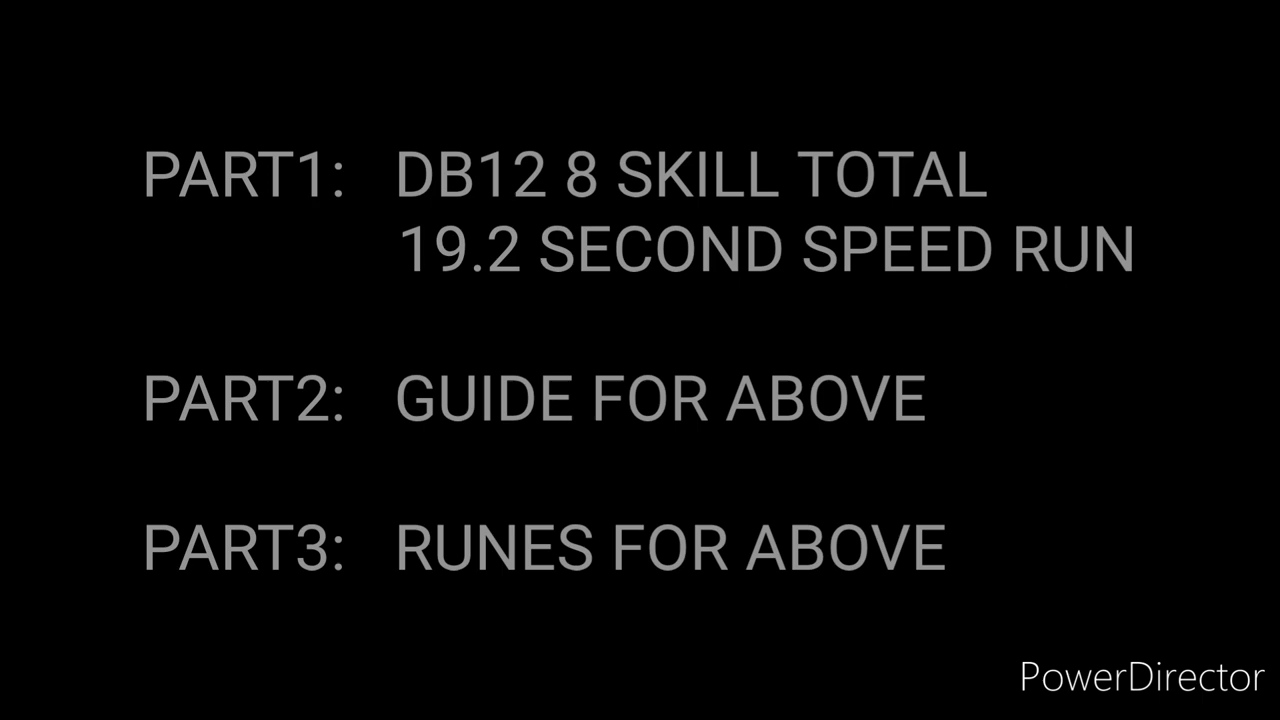 PART1: DB12 8 SKILL TOTAL
19.2 SECOND SPEED RUN
PART2: GUIDE FOR ABOVE
PART3: RUNES FOR ABOVE
PowerDirector